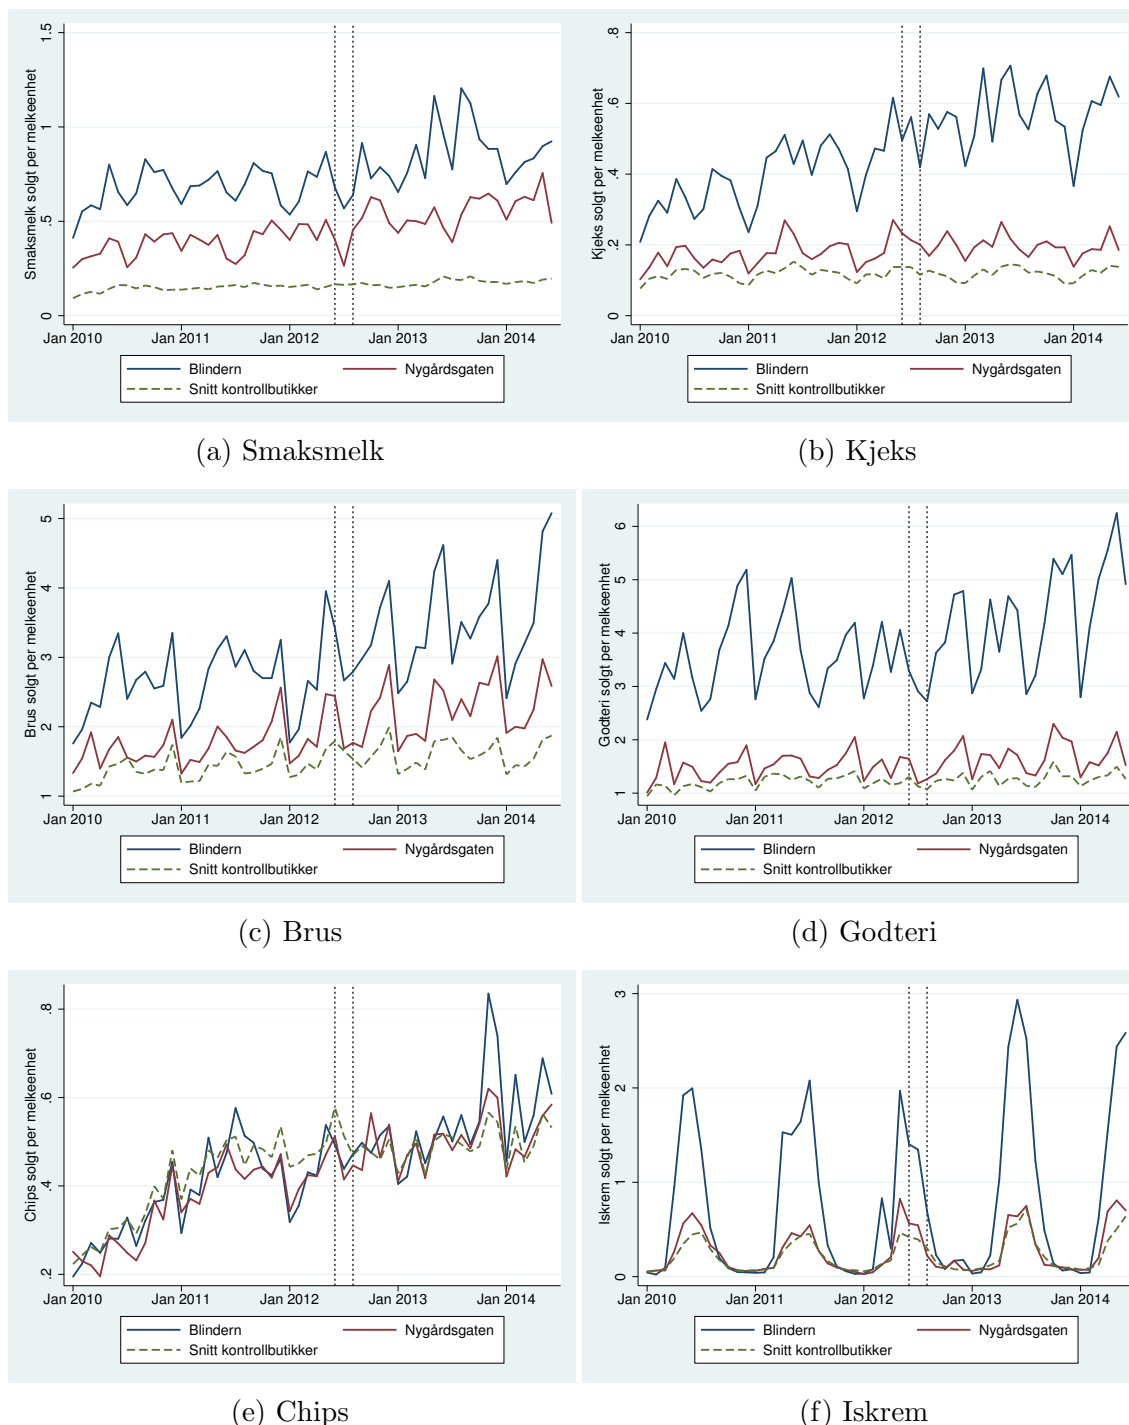 Smaksmelk solgt per melkeenhet
0 .5 1 1.5
Jan 2010 Jan 2011 Jan 2012 Jan 2013 Jan 2014
Blindern Nygårdsgaten
Snitt kontrollbutikker
(a) Smaksmelk
Kjeks solgt per melkeenhet
0 .2 .4 .6 .8
Jan 2010 Jan 2011 Jan 2012 Jan 2013 Jan 2014
Blindern Nygårdsgaten
Snitt kontrollbutikker
(b) Kjeks
Brus solgt per melkeenhet
1 2 3 4 5
Jan 2010 Jan 2011 Jan 2012 Jan 2013 Jan 2014
Blindern Nygårdsgaten
Snitt kontrollbutikker
(c) Brus
Godteri solgt per melkeenhet
1 2 3 4 5 6
Jan 2010 Jan 2011 Jan 2012 Jan 2013 Jan 2014
Blindern Nygårdsgaten
Snitt kontrollbutikker
(d) Godteri
Chips solgt per melkeenhet
.2 .4 .6 .8
Jan 2010 Jan 2011 Jan 2012 Jan 2013 Jan 2014
Blindern Nygårdsgaten
Snitt kontrollbutikker
(e) Chips
Iskrem solgt per melkeenhet
0 1 2 3
Jan 2010 Jan 2011 Jan 2012 Jan 2013 Jan 2014
Blindern Nygårdsgaten
Snitt kontrollbutikker
(f) Iskrem